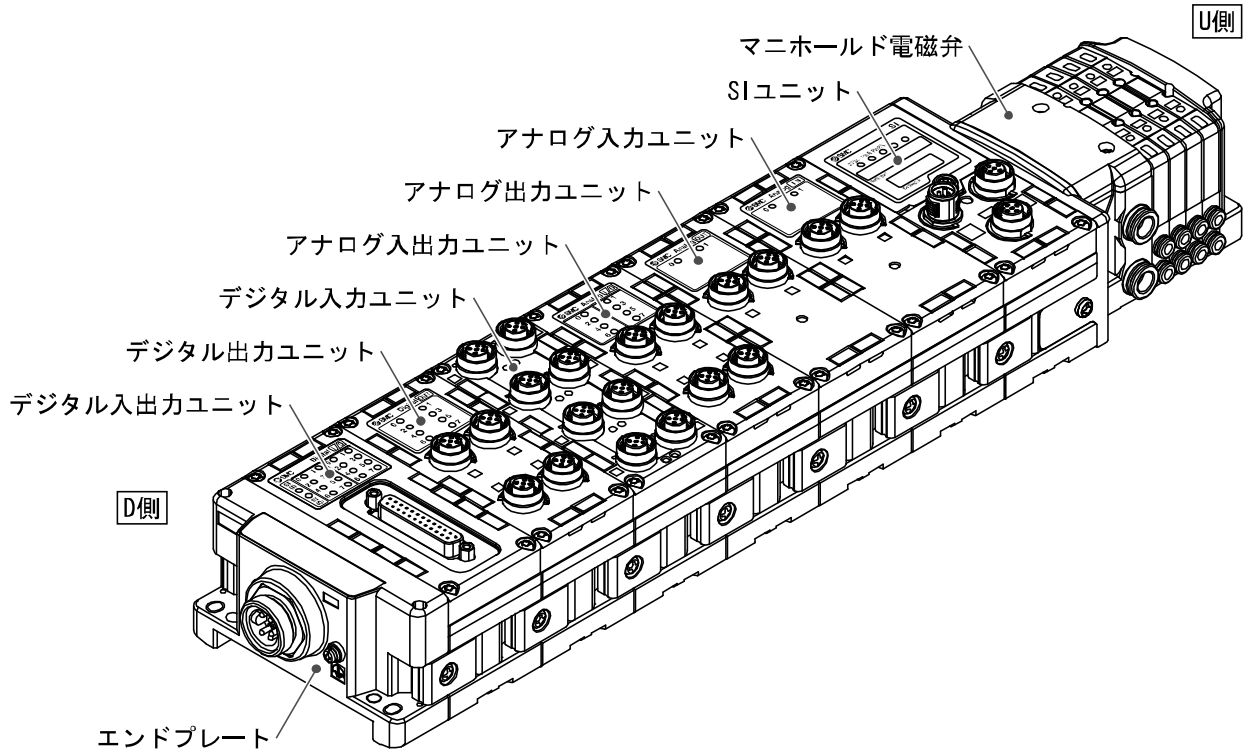 U側
マニホールド電磁弁
SIユニット
アナログ入力ユニット
アナログ出力ユニット
アナログ入出力ユニット
デジタル入力ユニット
デジタル出力ユニット
デジタル入出力ユニット
D側
エンドプレート